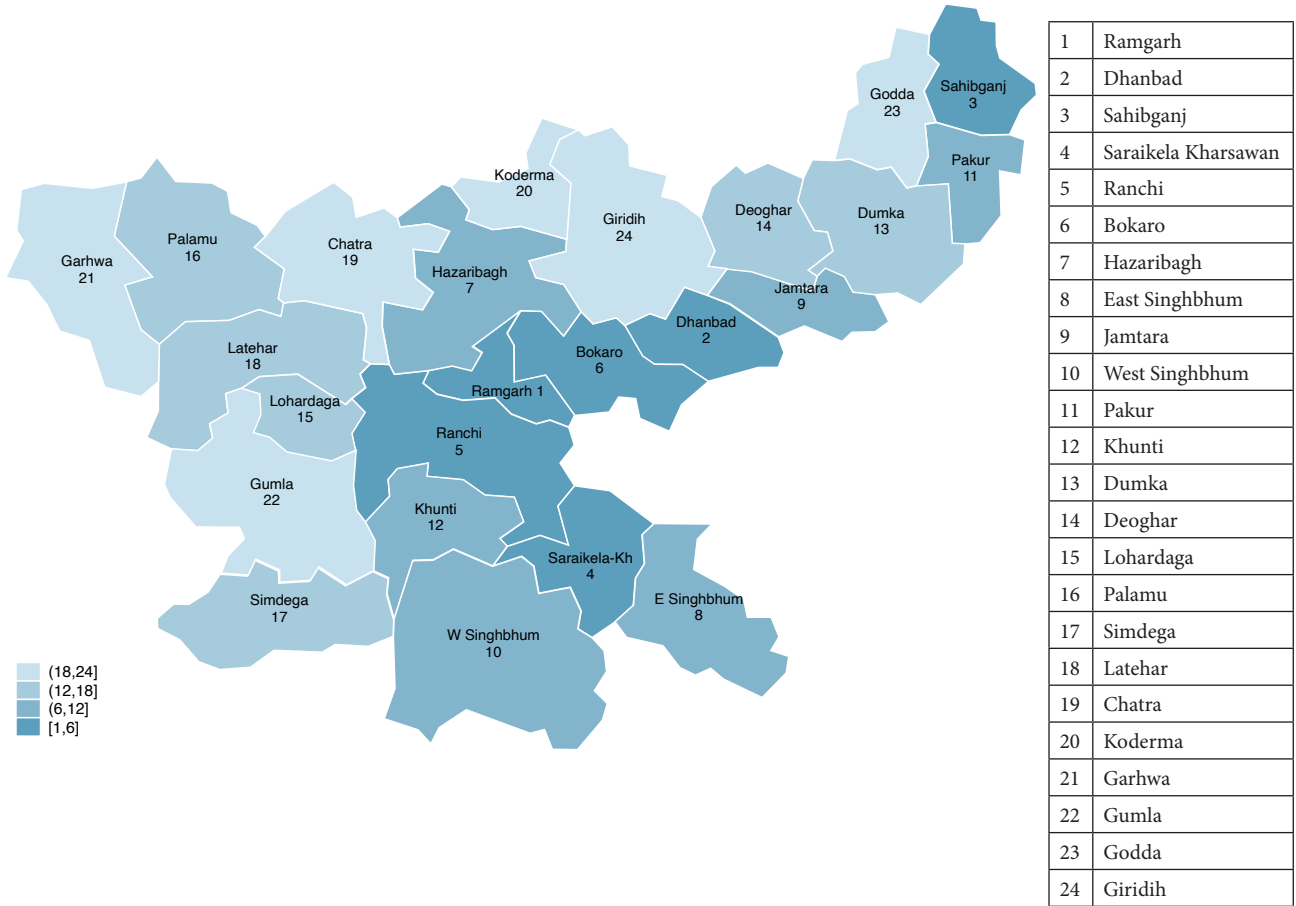 Sahibganj
3
Godda
23
Pakur
11
Koderma
20
Palamu
16
Deoghar
14
Dumka
13
Giridih
24
Chatra
19
Garhwa
21
Hazaribagh
7
Jamtara
9
Dhanbad
2
Latehar
18
Bokaro
6
Ramgarh 1
Lohardaga
15
Ranchi
5
Gumla
22
Khunti
12
Saraikela-Kh
4
Simdega
17
E Singhbhum
8
W Singhbhum
10
(18,24]
(12,18]
(6,12]
[1,6]
1 Ramgarh
2 Dhanbad
3 Sahibganj
4 Saraikela Kharsawan
5 Ranchi
6 Bokaro
7 Hazaribagh
8 East Singhbhum
9 Jamtara
10 West Singhbhum
11 Pakur
12 Khunti
13 Dumka
14 Deoghar
15 Lohardaga
16 Palamu
17 Simdega
18 Latehar
19 Chatra
20 Koderma
21 Garhwa
22 Gumla
23 Godda
24 Giridih